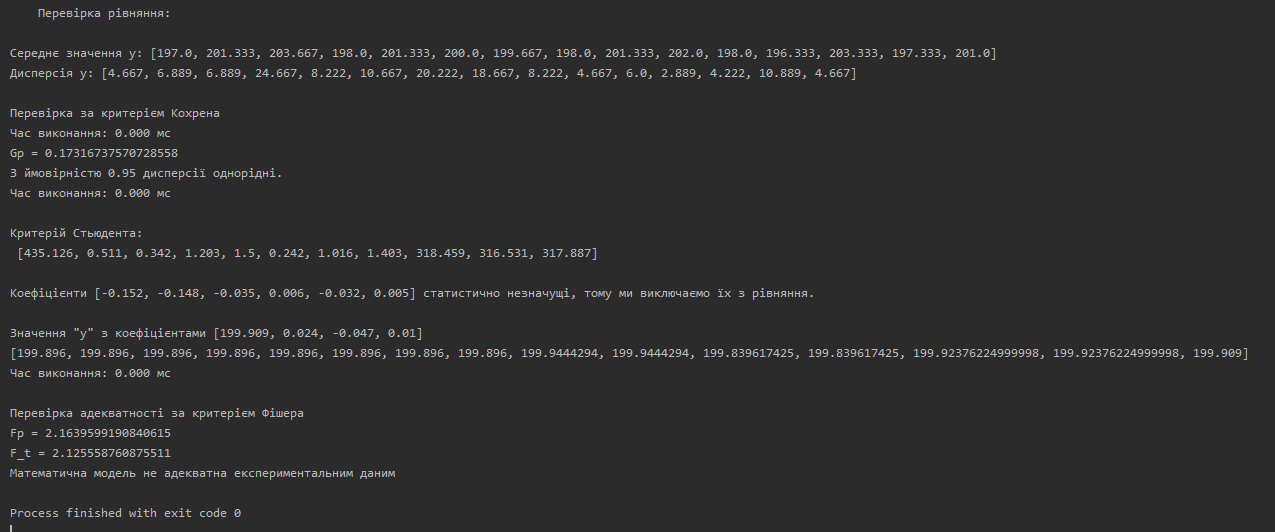 Перевірка рівняння:
Середнє значення y: [197.0, 201.333, 203.667, 198.0, 201.333, 200.0, 199.667, 198.0, 201.333, 202.0, 198.0, 196.333, 203.333, 197.333, 201.0]
Дисперсія y: [4.667, 6.889, 6.889, 24.667, 8.222, 10.667, 20.222, 18.667, 8.222, 4.667, 6.0, 2.889, 4.222, 10.889, 4.667]
Перевірка за критерієм Кохрена
Час виконання: 0.000 мс
Gp = 0.17316737570728558
З ймовірністю 0.95 дисперсії однорідні.
Час виконання: 0.000 мс
Критерій Стьюдента:
[435.126, 0.511, 0.342, 1.203, 1.5, 0.242, 1.016, 1.403, 318.459, 316.531, 317.887]
Коефіцієнти [-0.152, -0.148, -0.035, 0.006, -0.032, 0.005] статистично незначущі, тому ми виключаємо їх з рівняння.
Значення "y" з коефіцієнтами [199.909, 0.024, -0.047, 0.01]
[199.896, 199.896, 199.896, 199.896, 199.896, 199.896, 199.896, 199.896, 199.9444294, 199.9444294, 199.839617425, 199.839617425, 199.92376224999998, 199.92376224999998, 199.909]
Час виконання: 0.000 мс
Перевірка адекватності за критерієм Фішера
Fp = 2.1639599190840615
F_t = 2.125558760875511
Математична модель не адекватна експериментальним даним
Process finished with exit code 0